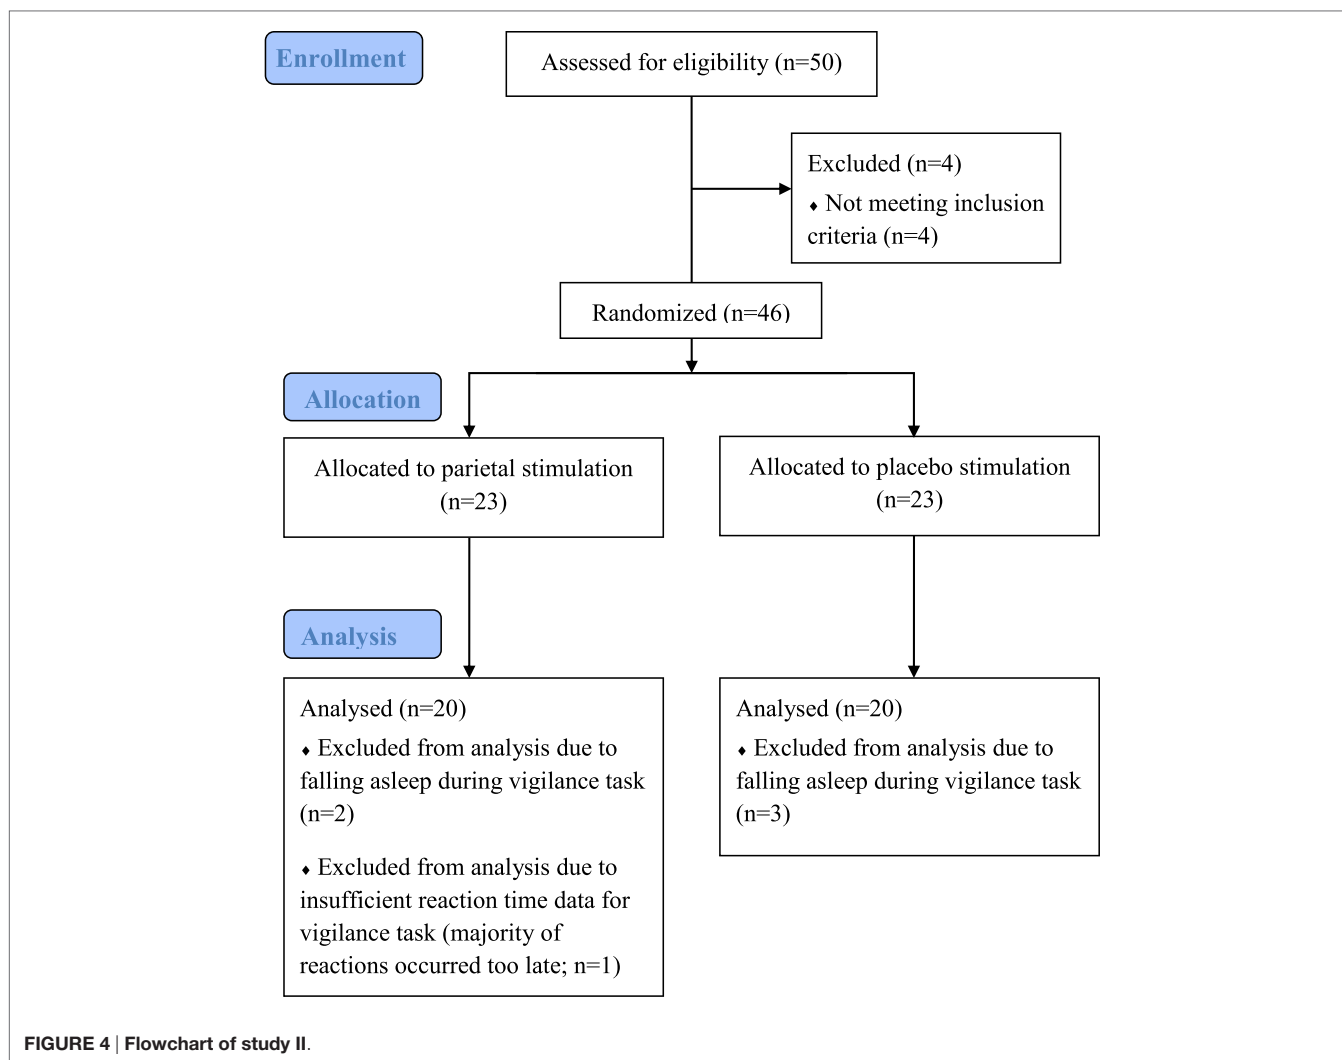 Enrollment
Assessed for eligibility (n=50)
Excluded (n=4)
♦ Not meeting inclusion
criteria (n=4)
Randomized (n=46)
Allocation
Allocated to parietal stimulation
(n=23)
Allocated to placebo stimulation
(n=23)
Analysis
Analysed (n=20)
♦ Excluded from analysis due to
falling asleep during vigilance task
(n=2)
♦ Excluded from analysis due to
insufficient reaction time data for
vigilance task (majority of
reactions occurred too late; n=1)
Analysed (n=20)
♦ Excluded from analysis due to
falling asleep during vigilance task
(n=3)
FIGURE 4 | Flowchart of study II.